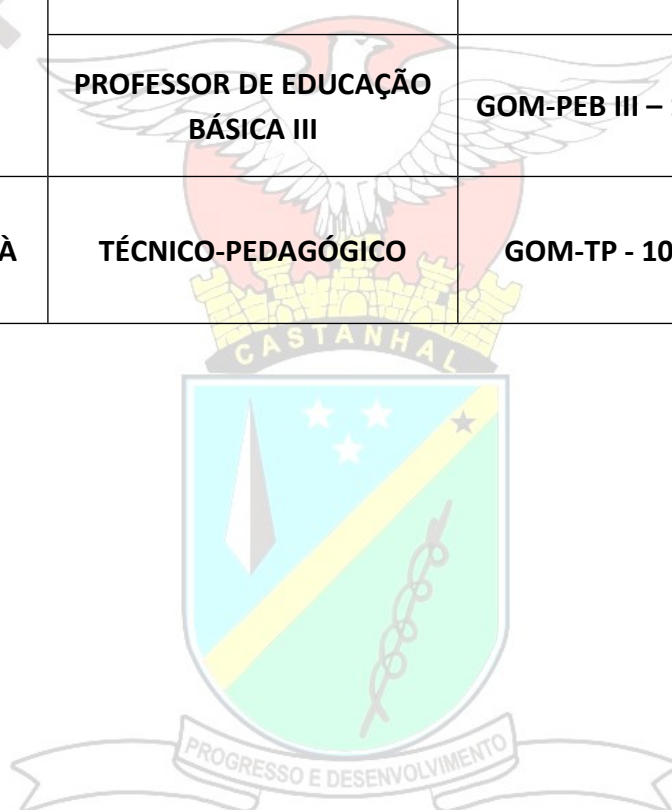 PROFESSOR DE EDUCAÇÃO
BÁSICA III
GOM-PEB III –
À
TÉCNICO-PEDAGÓGICO
GOM-TP - 10
CASTANHAL
PROGRESSO E DESENVOLVIMENTO